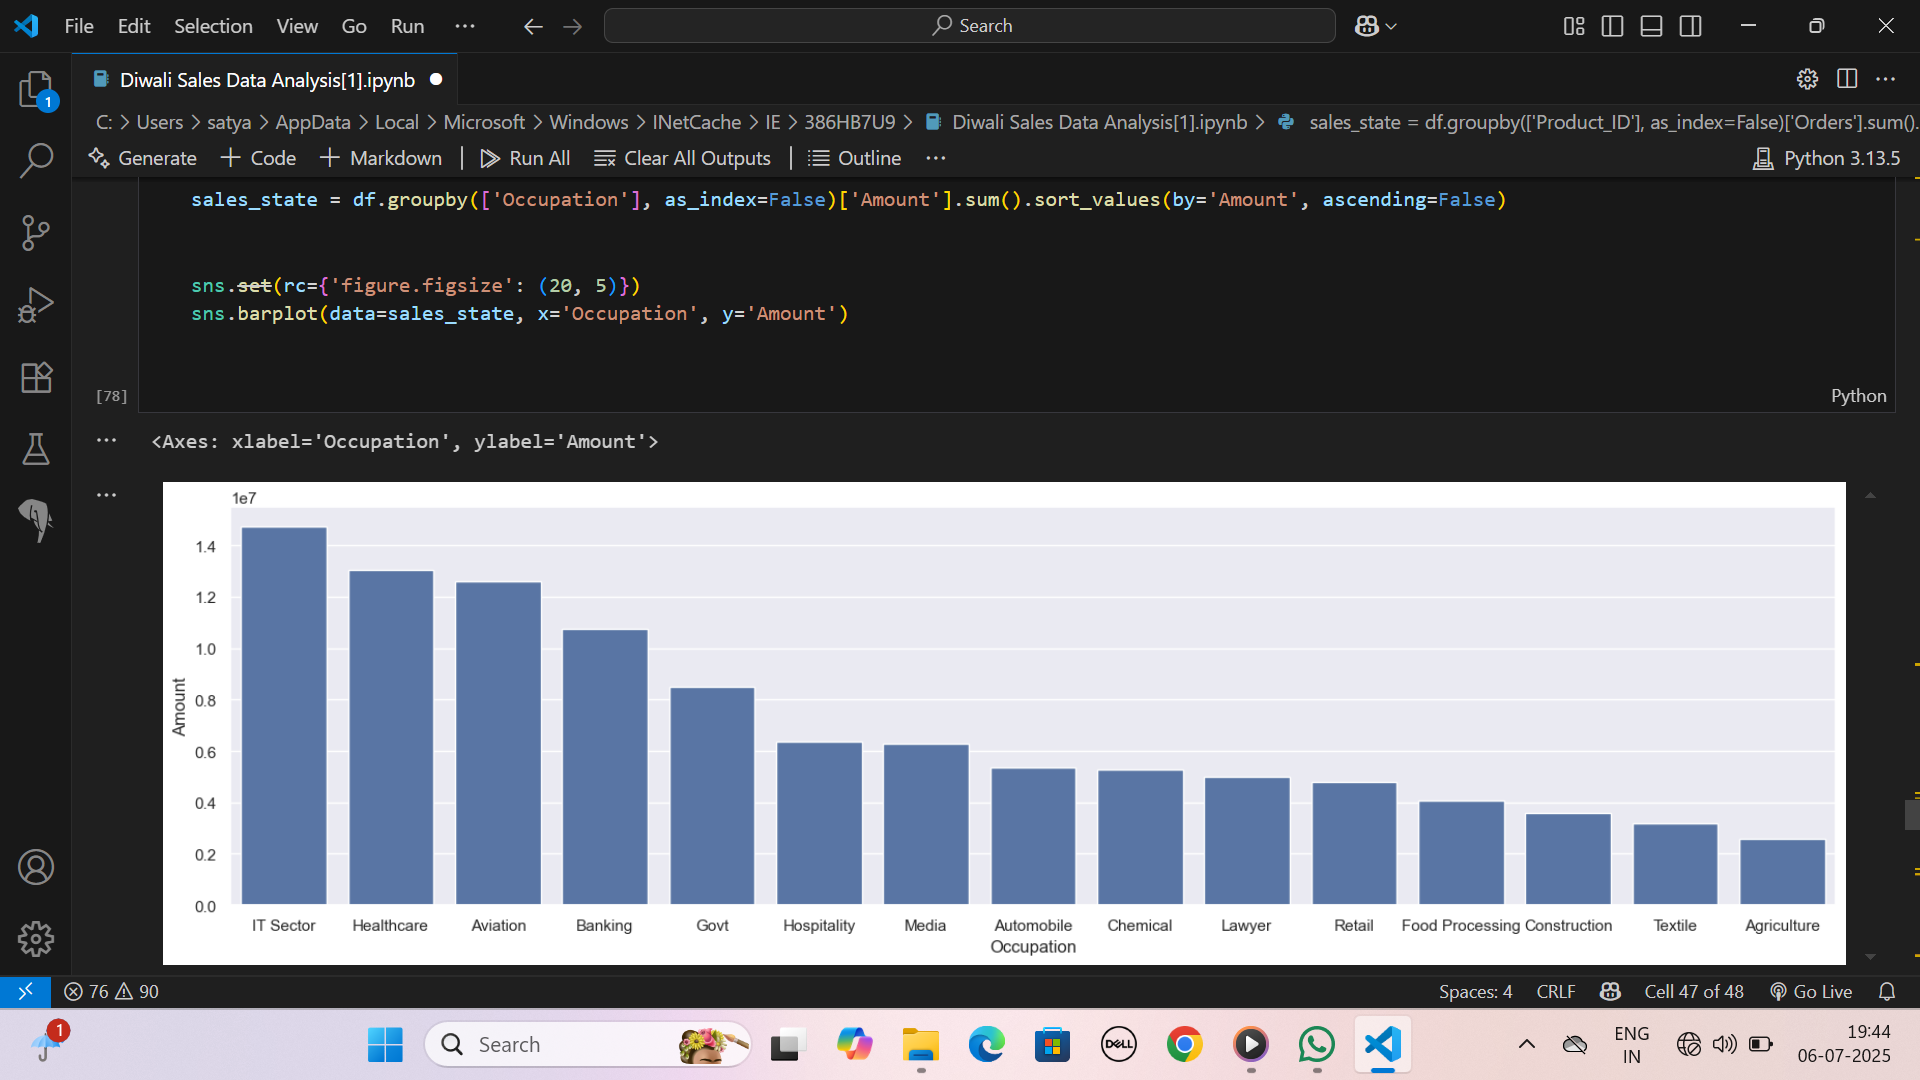 File Edit Selection View Go Run ··· Search
Diwali Sales Data Analysis[1].ipynb
C: > Users > satya > AppData > Local > Microsoft > Windows > INetCache > IE > 386HB7U9 > Diwali Sales Data Analysis[1].ipynb > sales_state = df.groupby(['Product_ID'], as_index=False)['Orders'].sum().
1
Generate + Code + Markdown | Run All Clear All Outputs | Outline ··· Python 3.13.5
sales_state = df.groupby(['Occupation'], as_index=False)['Amount'].sum().sort_values(by='Amount', ascending=False)
sns.set(rc={'figure.figsize': (20, 5)})
sns.barplot(data=sales_state, x='Occupation', y='Amount')
[78] Python
<Axes: xlabel='Occupation', ylabel='Amount'>
1e7
1.4
1.2
1.0
0.8
0.6
0.4
0.2
0.0
Amount
IT Sector Healthcare Aviation Banking Govt Hospitality Media Automobile Chemical Lawyer Retail Food Processing Construction Textile Agriculture
Occupation
76 90 Spaces: 4 CRLF Cell 47 of 48 Go Live
1 Search DELL ENG 19:44
IN 06-07-2025